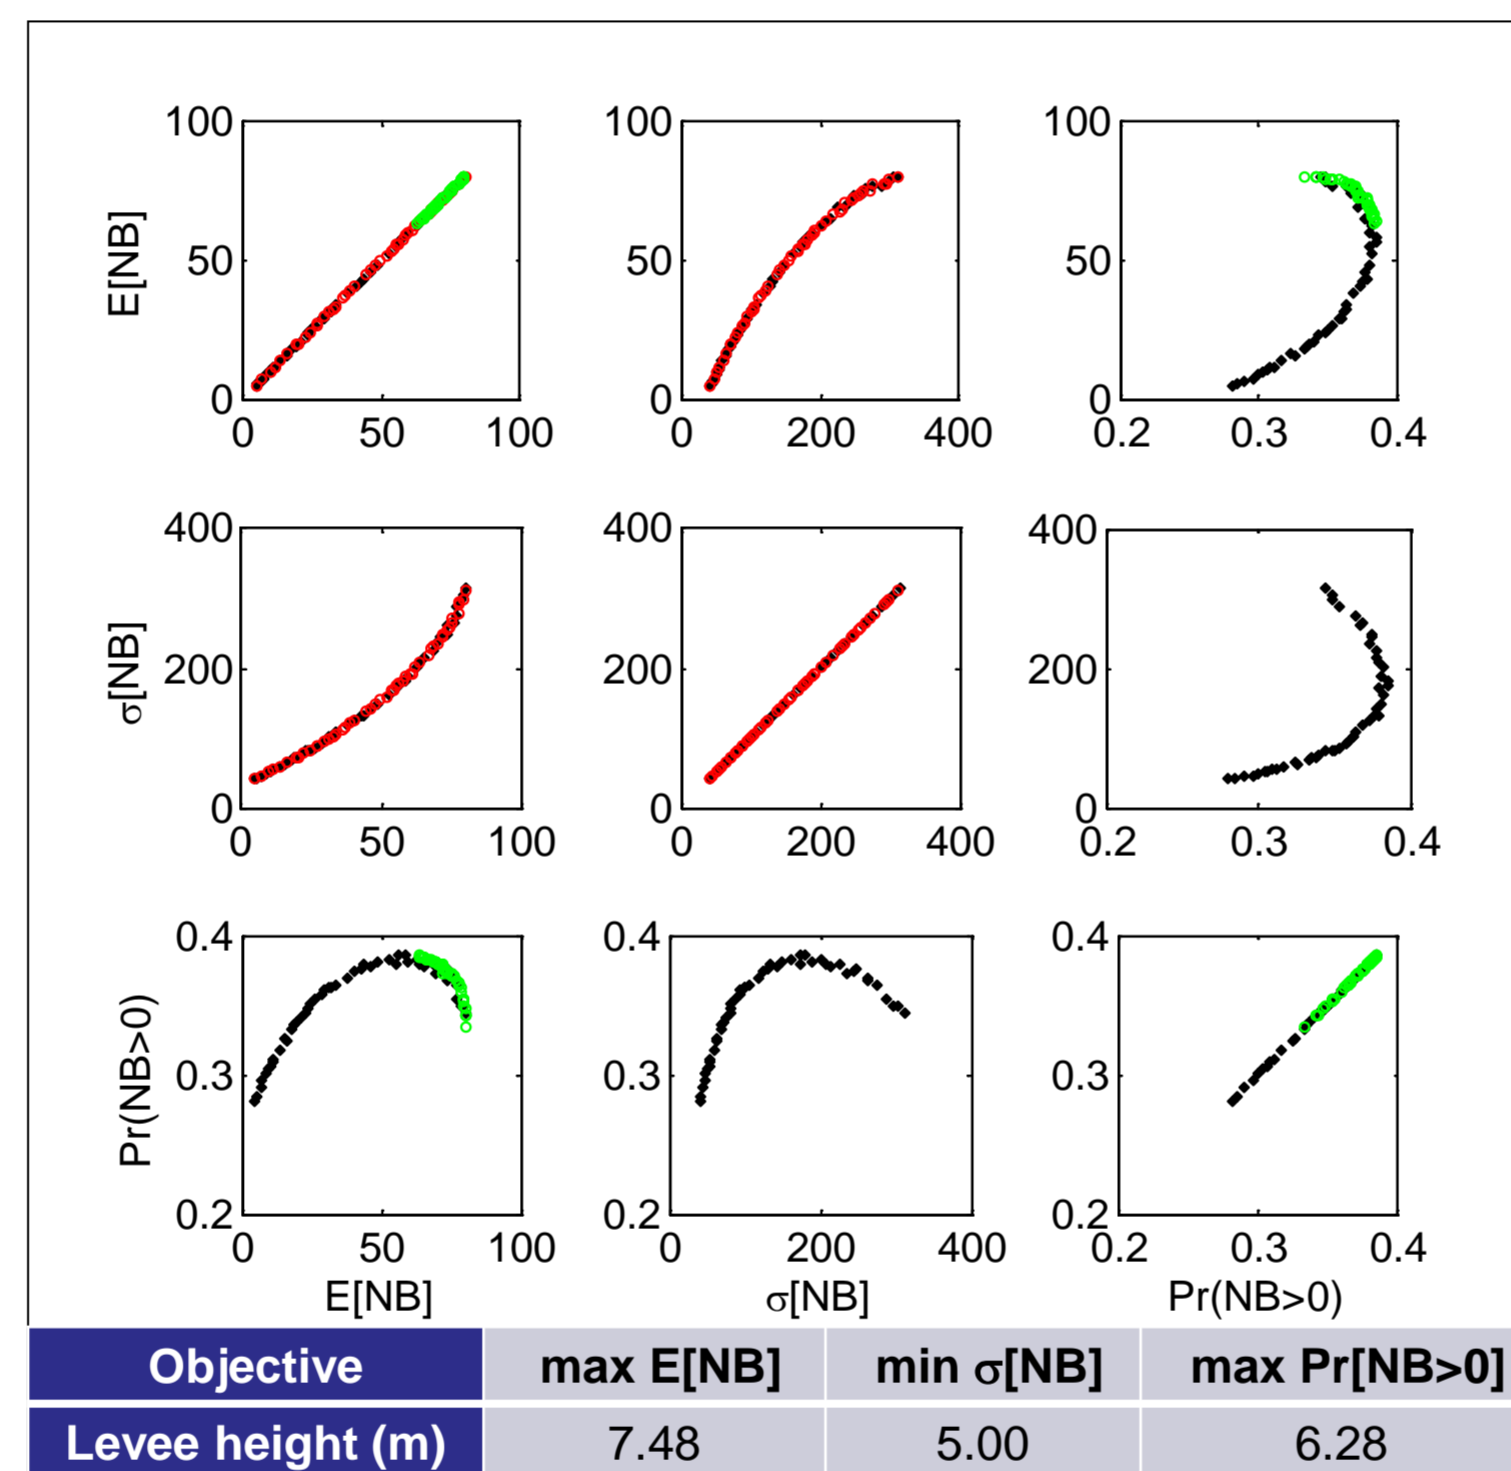 100 100 100
E[NB] 50 50 50
0 0 0
0 50 100 0 200 400 0.2 0.3 0.4
400 400 400
σ[NB] 200 200 200
0 0 0
0 50 100 0 200 400 0.2 0.3 0.4
0.4 0.4 0.4
Pr(NB>0) 0.3 0.3 0.3
0.2 0.2 0.2
0 50 100 0 200 400 0.2 0.3 0.4
E[NB] σ[NB] Pr(NB>0)
Objective max E[NB] min σ[NB] max Pr[NB>0]
Levee height (m) 7.48 5.00 6.28